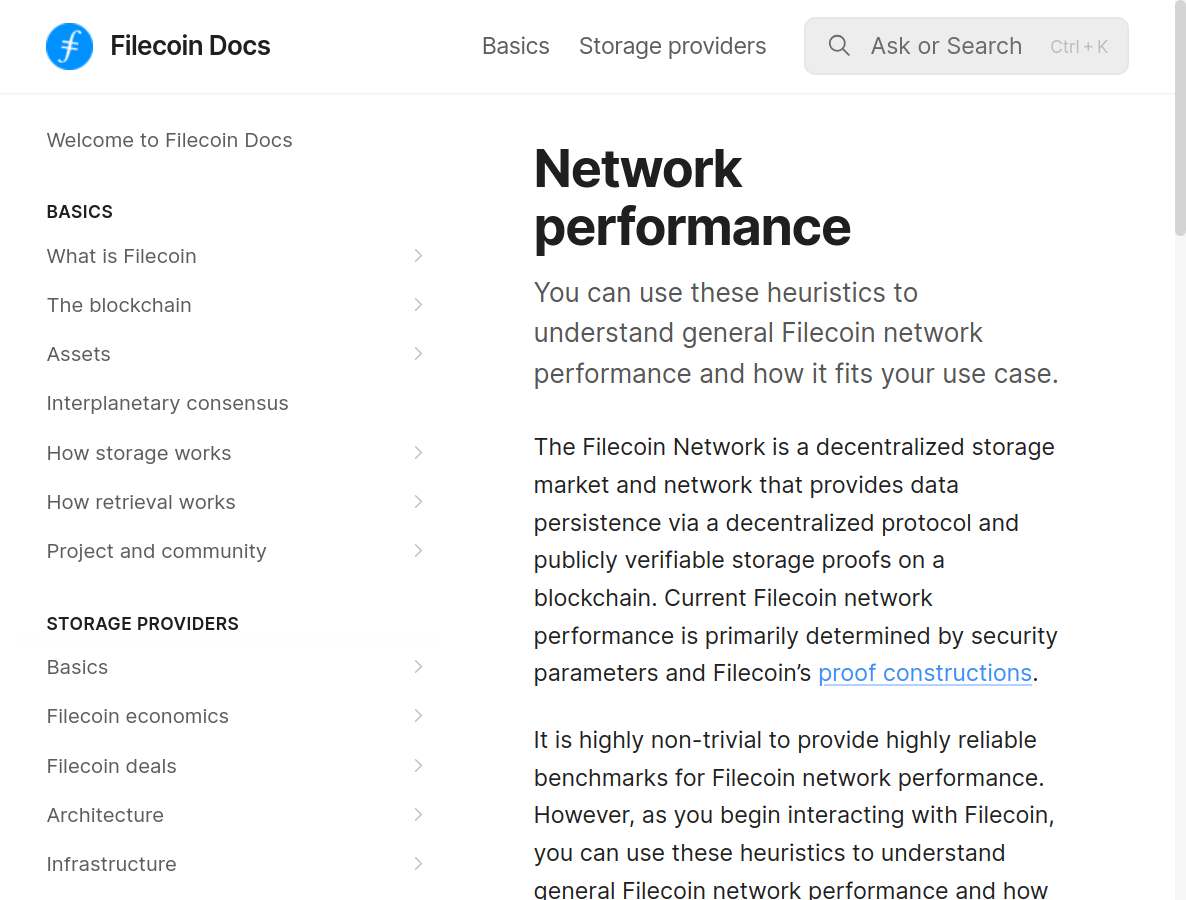 Filecoin Docs
Basics
Storage providers
Ask or Search
Ctrl + K
Welcome to Filecoin Docs
BASICS
What is Filecoin
The blockchain
Assets
Interplanetary consensus
How storage works
How retrieval works
Project and community
STORAGE PROVIDERS
Basics
Filecoin economics
Filecoin deals
Architecture
Infrastructure
Network
performance
You can use these heuristics to
understand general Filecoin network
performance and how it fits your use case.
The Filecoin Network is a decentralized storage
market and network that provides data
persistence via a decentralized protocol and
publicly verifiable storage proofs on a
blockchain. Current Filecoin network
performance is primarily determined by security
parameters and Filecoin’s proof constructions.
It is highly non-trivial to provide highly reliable
benchmarks for Filecoin network performance.
However, as you begin interacting with Filecoin,
you can use these heuristics to understand
general Filecoin network performance and how